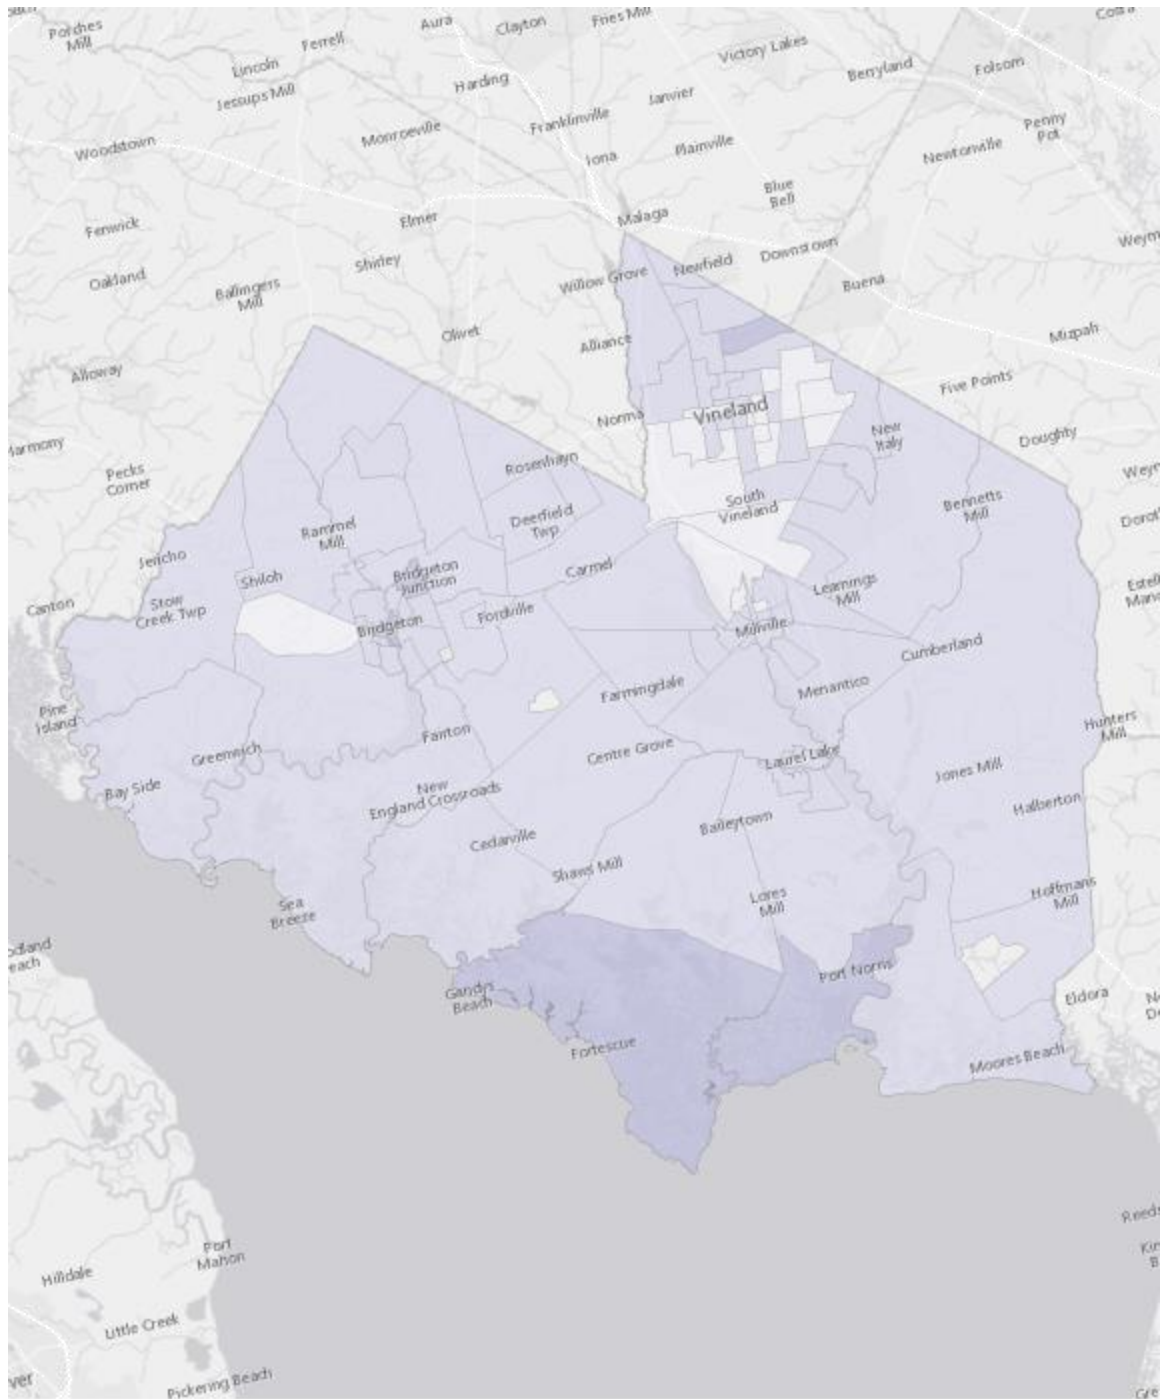 Porches
Mill
Ferrell
Aura
Clayton
Fries Mill
Lincoln
Victory Lakes
Berryland
Folsom
Jessups Mill
Harding
Janvier
Franklinville
Monroeville
Woodstown
Iona
Plainville
Penny
Pot
Newtonville
Blue
Bell
Fenwick
Elmer
Malaga
Downstown
Shirley
Oakland
Ballingers
Mill
Willow Grove
Newfield
Buena
Olivet
Alliance
Mizpah
Alloway
Five Points
Norma
Vineland
New
Italy
Doughty
Pecks
Corner
Rosenhayn
South
Vineland
Bennetts
Mill
Rammel
Mill
Deerfield
Twp
Jericho
Shiloh
Bridgeton
Junction
Carmel
Leamings
Mill
Canton
Stow
Creek Twp
Bridgeton
Fordville
Millville
Cumberland
Farmingdale
Menantico
Pine
Island
Hunters
Mill
Greenwich
Fairton
Centre Grove
Laurel Lake
Bay Side
New
England Crossroads
Jones Mill
Halberton
Baileytown
Cedarville
Shaws Mill
Lores
Mill
Hoffmans
Mill
Sea
Breeze
Gandys
Beach
Port Norris
Eldora
Fortescue
Moores Beach
Port
Mahon
Hilldale
Little Creek
Pickering Beach